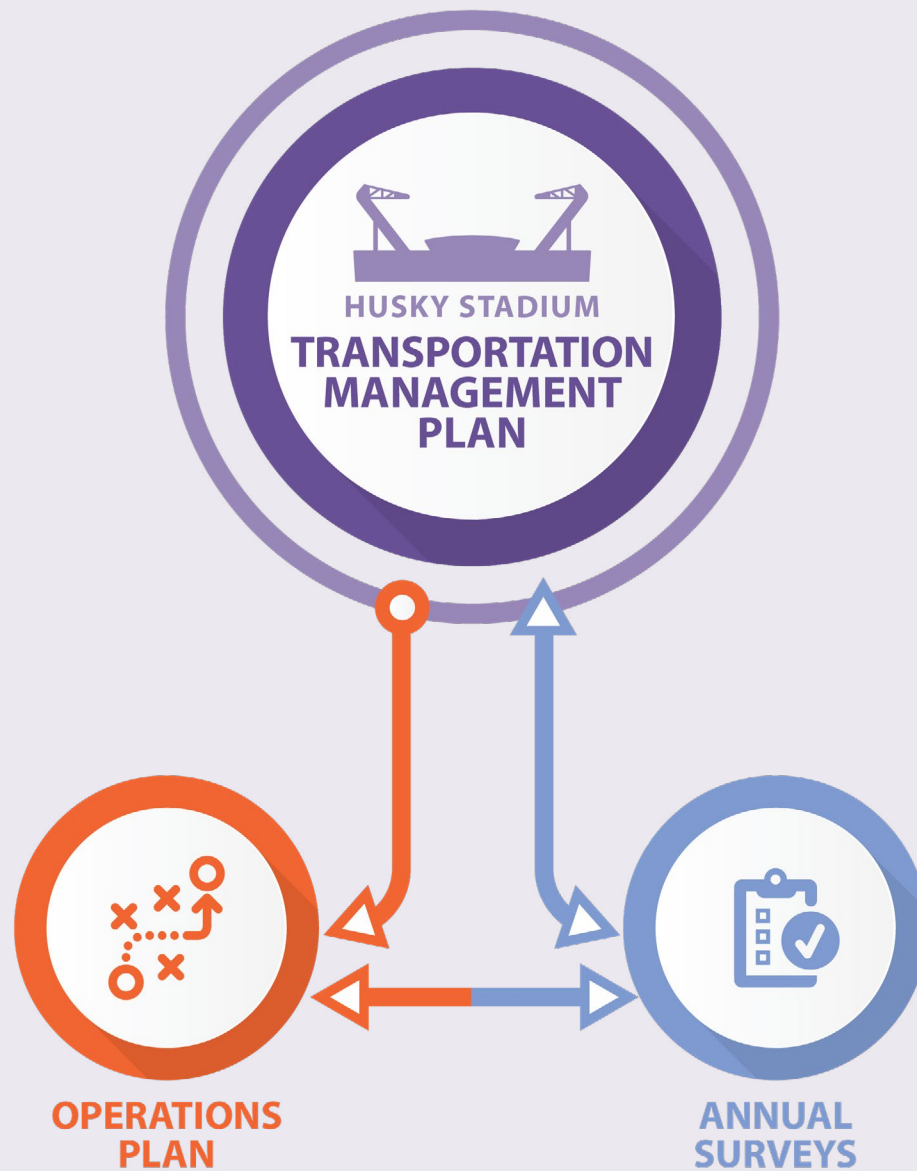 HUSKY STADIUM
TRANSPORTATION
MANAGEMENT
PLAN
OPERATIONS
PLAN
ANNUAL
SURVEYS